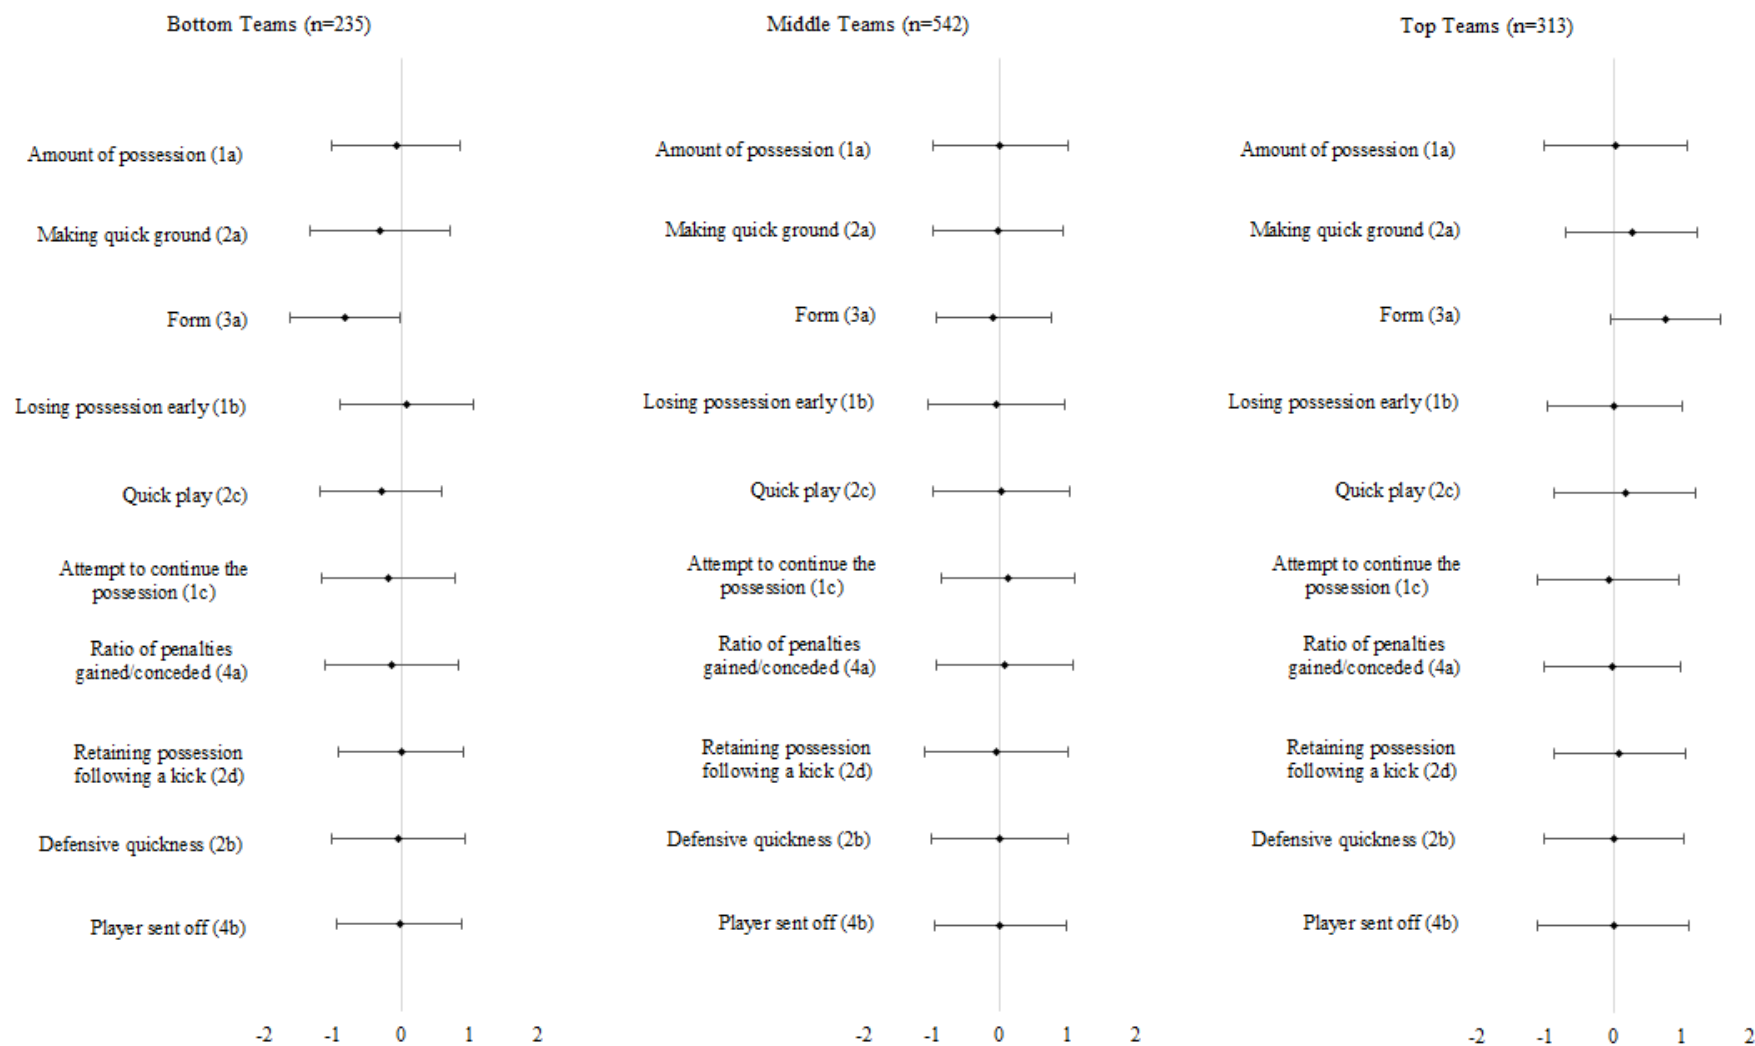 Bottom Teams (n=235)
Amount of possession (1a)
Making quick ground (2a)
Form (3a)
Losing possession early (1b)
Quick play (2c)
Attempt to continue the
possession (1c)
Ratio of penalties
gained/conceded (4a)
Retaining possession
following a kick (2d)
Defensive quickness (2b)
Player sent off (4b)
-2 -1 0 1 2
Middle Teams (n=542)
Amount of possession (1a)
Making quick ground (2a)
Form (3a)
Losing possession early (1b)
Quick play (2c)
Attempt to continue the
possession (1c)
Ratio of penalties
gained/conceded (4a)
Retaining possession
following a kick (2d)
Defensive quickness (2b)
Player sent off (4b)
-2 -1 0 1 2
Top Teams (n=313)
Amount of possession (1a)
Making quick ground (2a)
Form (3a)
Losing possession early (1b)
Quick play (2c)
Attempt to continue the
possession (1c)
Ratio of penalties
gained/conceded (4a)
Retaining possession
following a kick (2d)
Defensive quickness (2b)
Player sent off (4b)
-2 -1 0 1 2